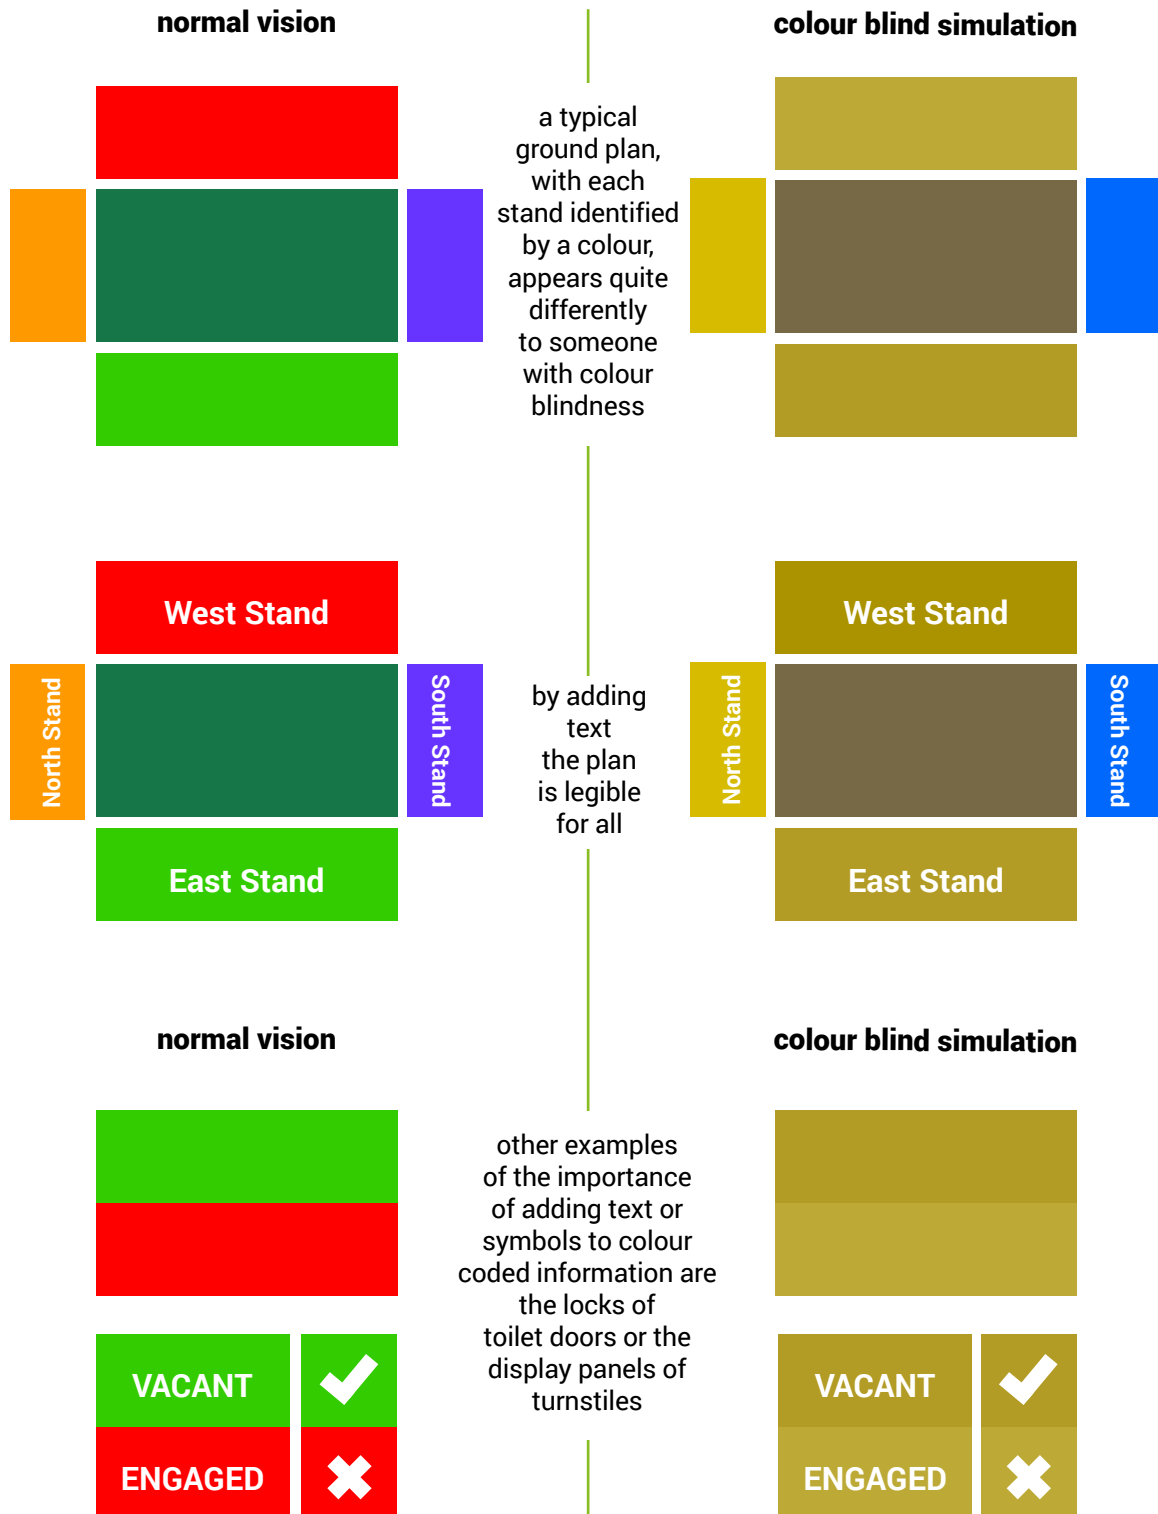 normal vision
colour blind simulation
a typical
ground plan,
with each
stand identified
by a colour,
appears quite
differently
to someone
with colour
blindness
West Stand
North Stand
South Stand
East Stand
by adding
text
the plan
is legible
for all
West Stand
North Stand
South Stand
East Stand
normal vision
colour blind simulation
other examples
of the importance
of adding text or
symbols to colour
coded information are
the locks of
toilet doors or the
display panels of
turnstiles
VACANT
ENGAGED
VACANT
ENGAGED